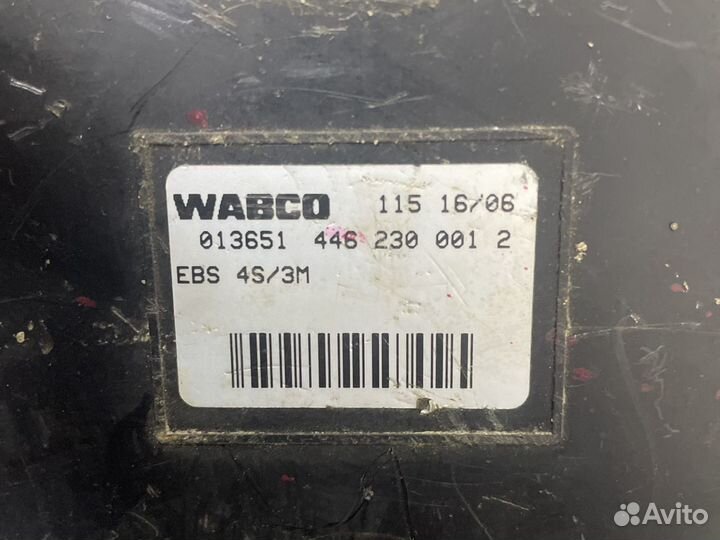 WABCO 115 16/06
013651 446 230 001 2
EBS 4S/3M
Avito